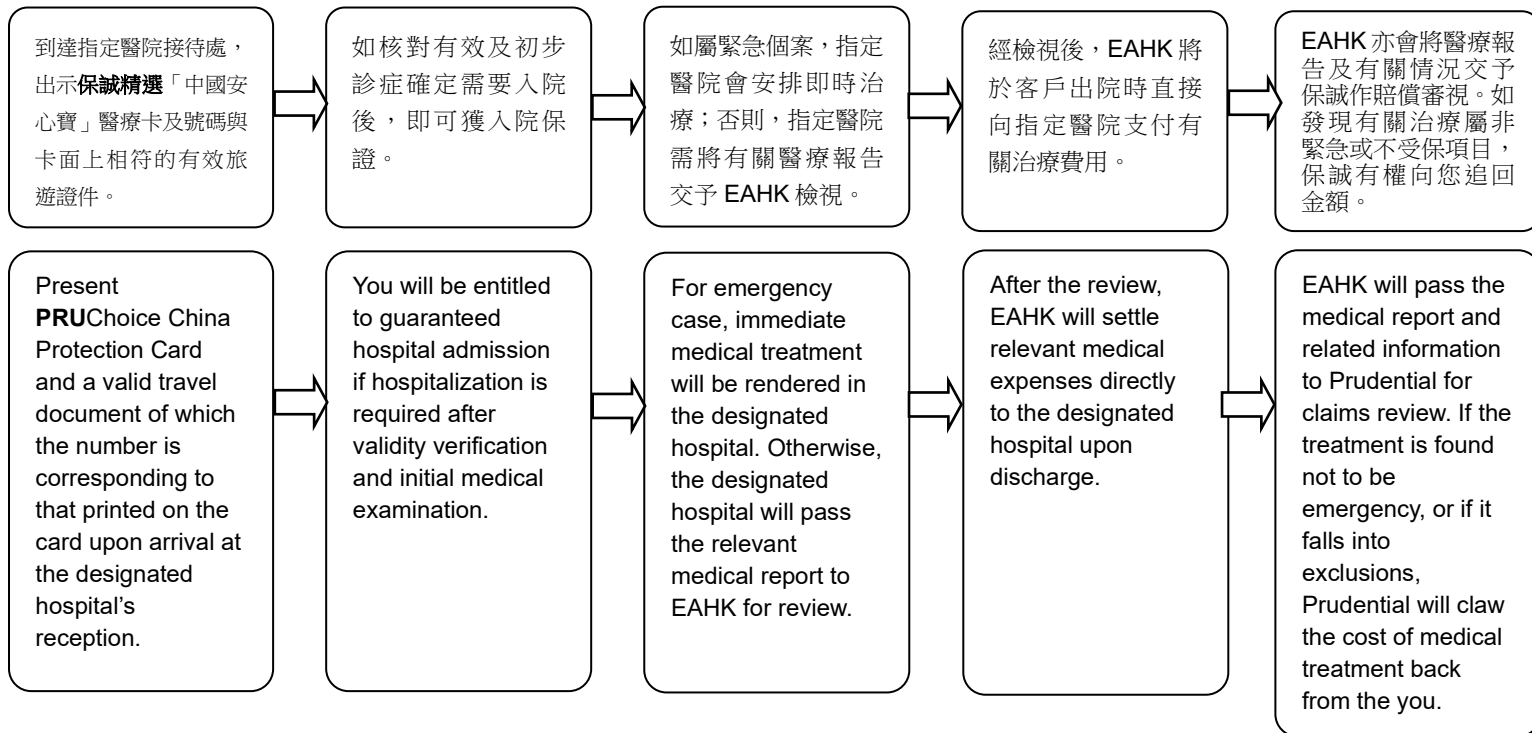 到達指定醫院接待處，
出示保誠精選「中國安
心寶」醫療卡及號碼與
卡面上相符的有效旅
遊證件。
如核對有效及初步
診症確定需要入院
後，即可獲入院保
證。
如屬緊急個案，指定
醫院會安排即時治
療；否則，指定醫院
需將有關醫療報告
交予 EAHK 檢視。
經檢視後，EAHK 將
於客戶出院時直接
向指定醫院支付有
關治療費用。
EAHK 亦會將醫療報
告及有關情況交予
保誠作賠償審視。如
發現有關治療屬非
緊急或不受保項目，
保誠有權向您追回
金額。
Present
PRUChoice China
Protection Card
and a valid travel
document of which
the number is
corresponding to
that printed on the
card upon arrival at
the designated
hospital's
reception.
You will be entitled
to guaranteed
hospital admission
if hospitalization is
required after
validity verification
and initial medical
examination.
For emergency
case, immediate
medical treatment
will be rendered in
the designated
hospital. Otherwise,
the designated
hospital will pass
the relevant
medical report to
EAHK for review.
After the review,
EAHK will settle
relevant medical
expenses directly
to the designated
hospital upon
discharge.
EAHK will pass the
medical report and
related information
to Prudential for
claims review. If the
treatment is found
not to be
emergency, or if it
falls into
exclusions,
Prudential will claw
the cost of medical
treatment back
from the you.